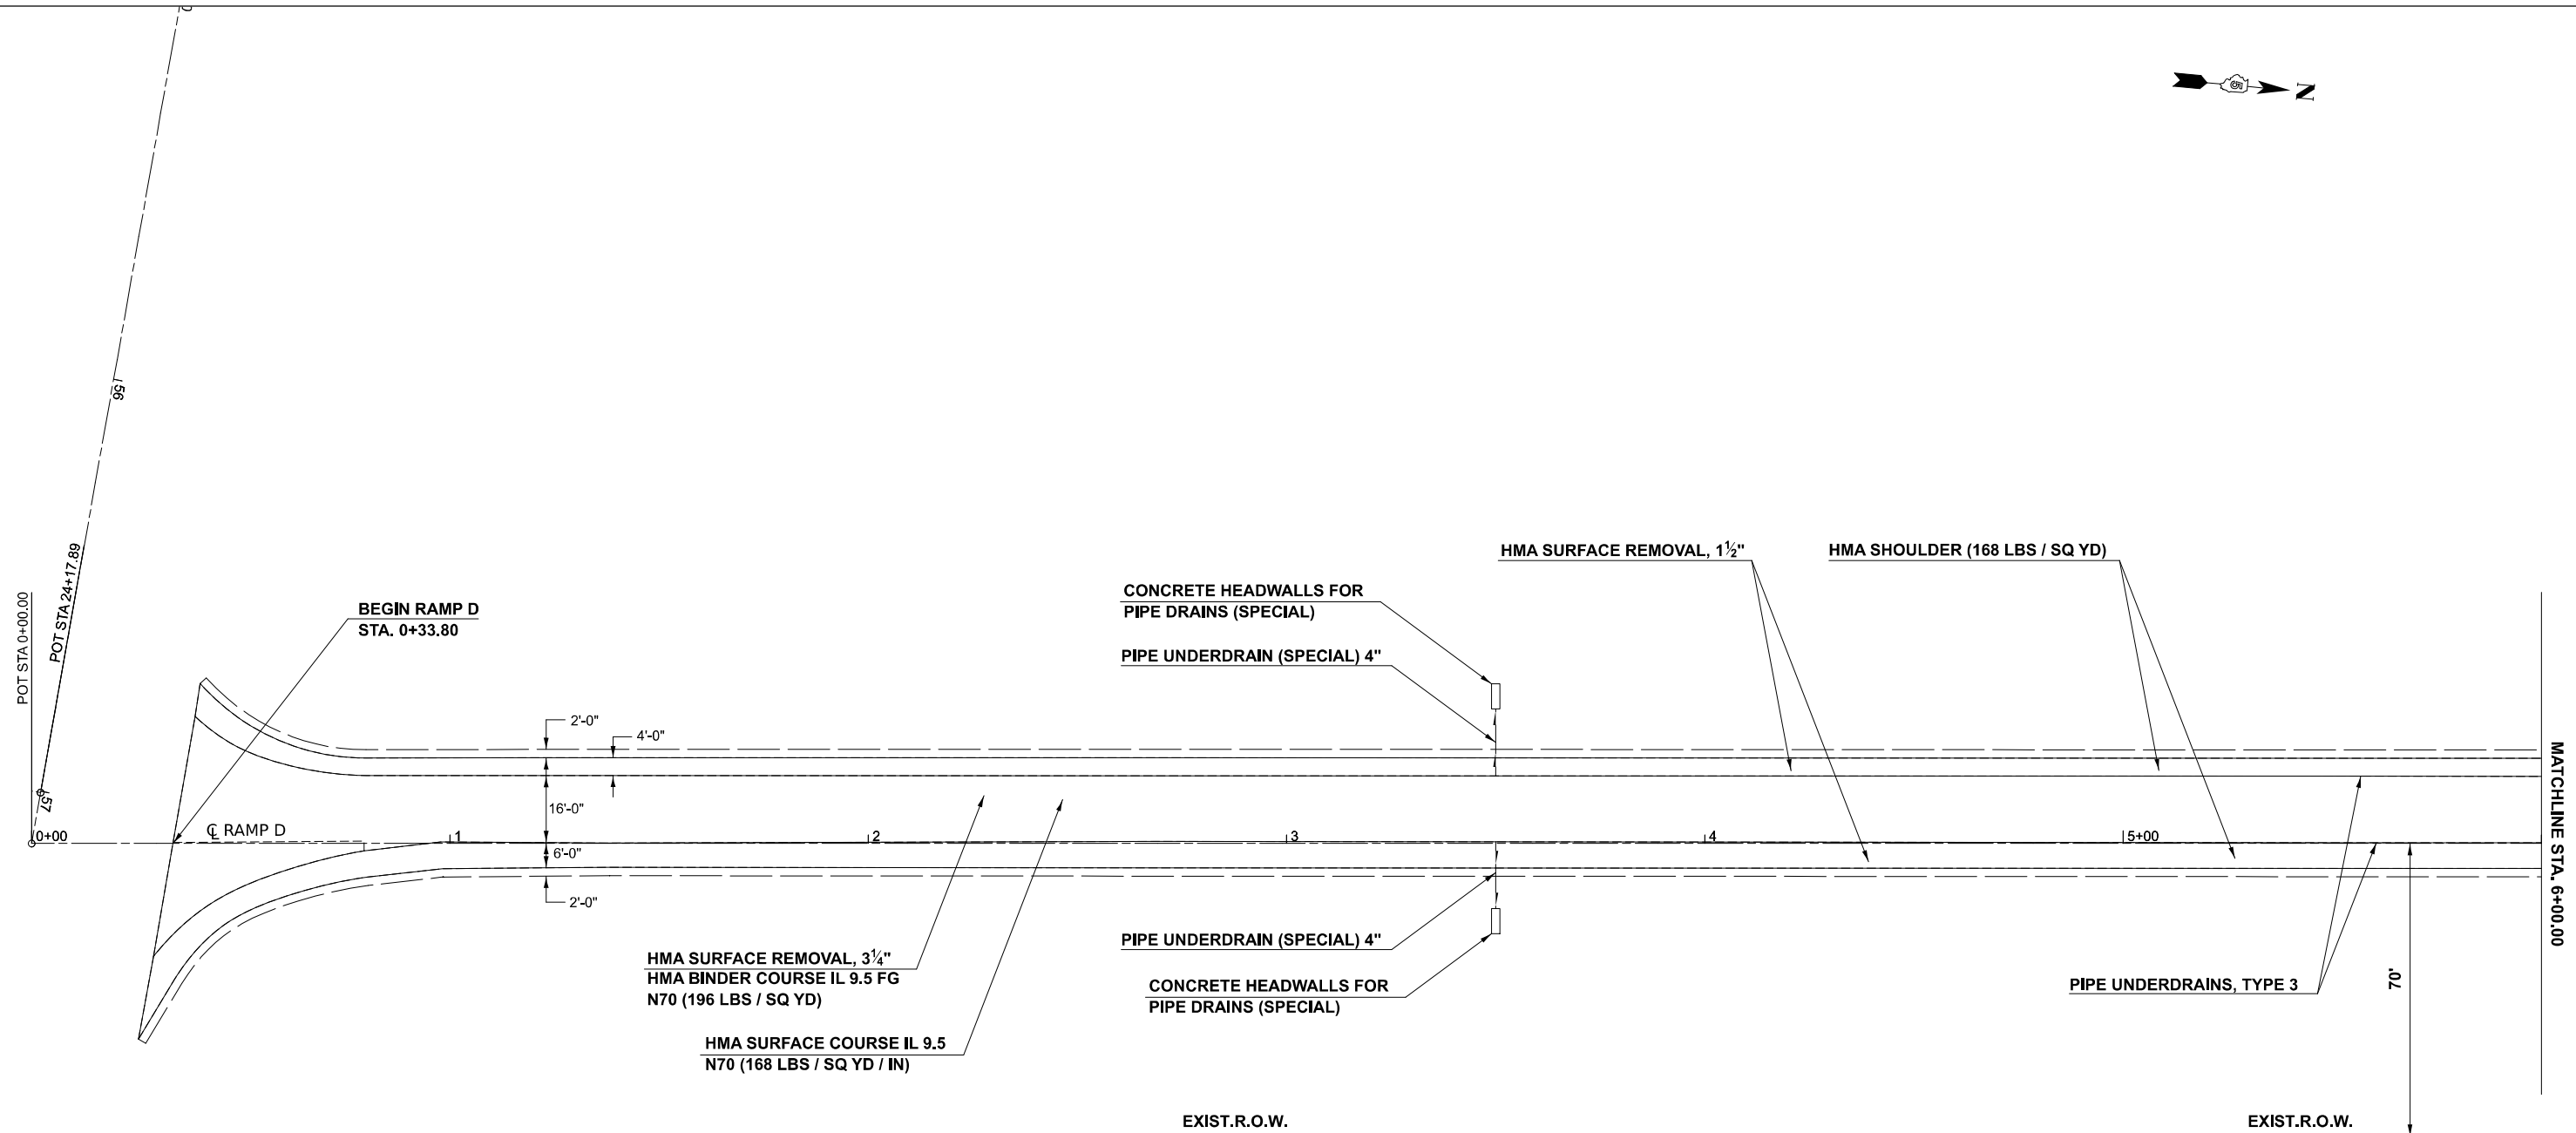 N
G
56
POT STA 24+17.89
POT STA 0+00.00
57
BEGIN RAMP D
STA. 0+33.80
℄ RAMP D
0+00
1
2
3
4
5+00
2'-0"
4'-0"
16'-0"
6'-0"
2'-0"
CONCRETE HEADWALLS FOR
PIPE DRAINS (SPECIAL)
PIPE UNDERDRAIN (SPECIAL) 4"
HMA SURFACE REMOVAL, 1½"
HMA SHOULDER (168 LBS / SQ YD)
MATCHLINE STA. 6+00.00
HMA SURFACE REMOVAL, 3¼"
HMA BINDER COURSE IL 9.5 FG
N70 (196 LBS / SQ YD)
HMA SURFACE COURSE IL 9.5
N70 (168 LBS / SQ YD / IN)
PIPE UNDERDRAIN (SPECIAL) 4"
CONCRETE HEADWALLS FOR
PIPE DRAINS (SPECIAL)
PIPE UNDERDRAINS, TYPE 3
70'
EXIST.R.O.W.
EXIST.R.O.W.